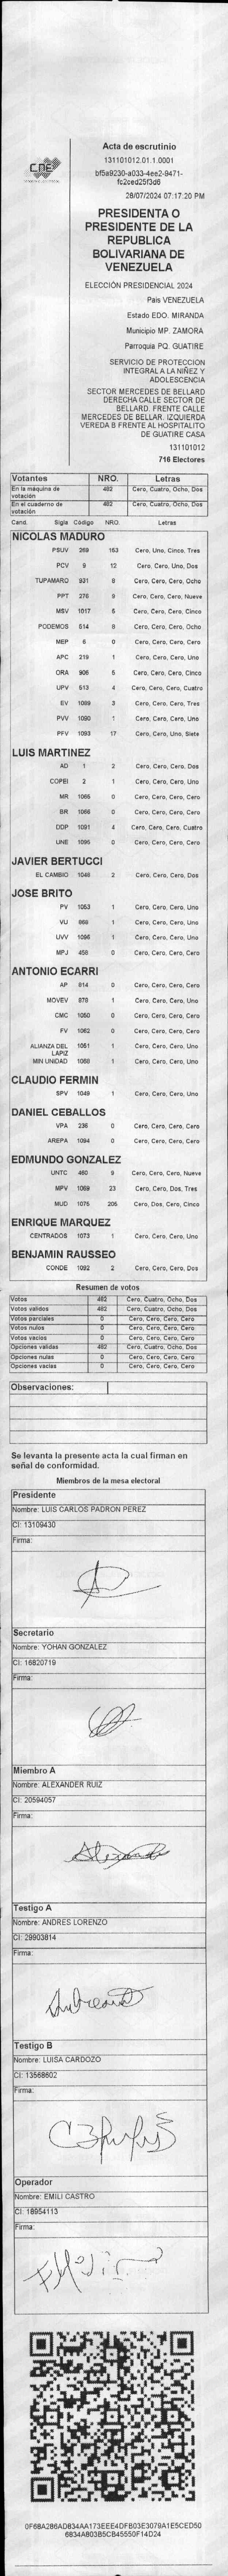 CNE
Acta de escrutinio
131101012.01.1.0001
bf5a9230-a033-4ee2-9471-
fc2ced25f3d6
28/07/2024 07:17:20 PM
PRESIDENTA O
PRESIDENTE DE LA
REPUBLICA
BOLIVARIANA DE
VENEZUELA
ELECCIÓN PRESIDENCIAL 2024
Pais VENEZUELA
Estado EDO. MIRANDA
Municipio MP. ZAMORA
Parroquia PQ. GUATIRE
SERVICIO DE PROTECCION
INTEGRAL A LA NIÑEZ Y
ADOLESCENCIA
SECTOR MERCEDES DE BELLARD
DERECHA CALLE SECTOR DE
BELLARD. FRENTE CALLE
MERCEDES DE BELLAR. IZQUIERDA
VEREDA B FRENTE AL HOSPITALITO
DE GUATIRE CASA
131101012
716 Electores
Votantes NRO. Letras
En la máquina de votación 482 Cero, Cuatro, Ocho, Dos
En el cuaderno de votación 482 Cero, Cuatro, Ocho, Dos
Cand. Sigla Código NRO. Letras
NICOLAS MADURO
PSUV 269 153 Cero, Uno, Cinco, Tres
PCV 9 12 Cero, Cero, Uno, Dos
TUPAMARO 931 8 Cero, Cero, Cero, Ocho
PPT 276 9 Cero, Cero, Cero, Nueve
MSV 1017 5 Cero, Cero, Cero, Cinco
PODEMOS 514 8 Cero, Cero, Cero, Ocho
MEP 5 0 Cero, Cero, Cero, Cero
APC 219 1 Cero, Cero, Cero, Uno
ORA 906 5 Cero, Cero, Cero, Cinco
UPV 513 4 Cero, Cero, Cero, Cuatro
EV 1089 3 Cero, Cero, Cero, Tres
PVV 1090 1 Cero, Cero, Cero, Uno
PFV 1093 17 Cero, Cero, Uno, Siete
LUIS MARTINEZ
AD 1 2 Cero, Cero, Cero, Dos
COPEI 2 1 Cero, Cero, Cero, Uno
MR 1065 0 Cero, Cero, Cero, Cero
BR 1066 0 Cero, Cero, Cero, Cero
DDP 1091 4 Cero, Cero, Cero, Cuatro
UNE 1095 0 Cero, Cero, Cero, Cero
JAVIER BERTUCCI
EL CAMBIO 1046 2 Cero, Cero, Cero, Dos
JOSE BRITO
PV 1053 1 Cero, Cero, Cero, Uno
VU 868 1 Cero, Cero, Cero, Uno
UVV 1096 1 Cero, Cero, Cero, Uno
MPJ 458 0 Cero, Cero, Cero, Cero
ANTONIO ECARRI
AP 814 0 Cero, Cero, Cero, Cero
MOVEV 878 1 Cero, Cero, Cero, Uno
CMC 1050 0 Cero, Cero, Cero, Cero
FV 1062 0 Cero, Cero, Cero, Cero
ALIANZA DEL LAPIZ 1051 1 Cero, Cero, Cero, Uno
MIN UNIDAD 1068 1 Cero, Cero, Cero, Uno
CLAUDIO FERMIN
SPV 1049 1 Cero, Cero, Cero, Uno
DANIEL CEBALLOS
VPA 236 0 Cero, Cero, Cero, Cero
AREPA 1094 0 Cero, Cero, Cero, Cero
EDMUNDO GONZALEZ
UNTC 460 9 Cero, Cero, Cero, Nueve
MPV 1069 23 Cero, Cero, Dos, Tres
MUD 1075 205 Cero, Dos, Cero, Cinco
ENRIQUE MARQUEZ
CENTRADOS 1073 1 Cero, Cero, Cero, Uno
BENJAMIN RAUSSEO
CONDE 1092 2 Cero, Cero, Cero, Dos
Resumen de votos
Votos 482 Cero, Cuatro, Ocho, Dos
Votos validos 482 Cero, Cuatro, Ocho, Dos
Votos parciales 0 Cero, Cero, Cero, Cero
Votos nulos 0 Cero, Cero, Cero, Cero
Votos vacios 0 Cero, Cero, Cero, Cero
Opciones válidas 482 Cero, Cuatro, Ocho, Dos
Opciones nulas 0 Cero, Cero, Cero, Cero
Opciones vacías 0 Cero, Cero, Cero, Cero
Observaciones:
Se levanta la presente acta la cual firman en
señal de conformidad.
Miembros de la mesa electoral
Presidente
Nombre: LUIS CARLOS PADRON PEREZ
CI: 13109430
Firma:
Secretario
Nombre: YOHAN GONZALEZ
CI: 16820719
Firma:
Miembro A
Nombre: ALEXANDER RUIZ
CI: 20594057
Firma:
Testigo A
Nombre: ANDRES LORENZO
CI: 29903814
Firma:
Testigo B
Nombre: LUISA CARDOZO
CI: 13568602
Firma:
Operador
Nombre: EMILI CASTRO
CI: 18954113
Firma:
0F68A286AD834AA173EEE4DFB03E3079A1E5CED50
6834A803B5CB45550F14D24